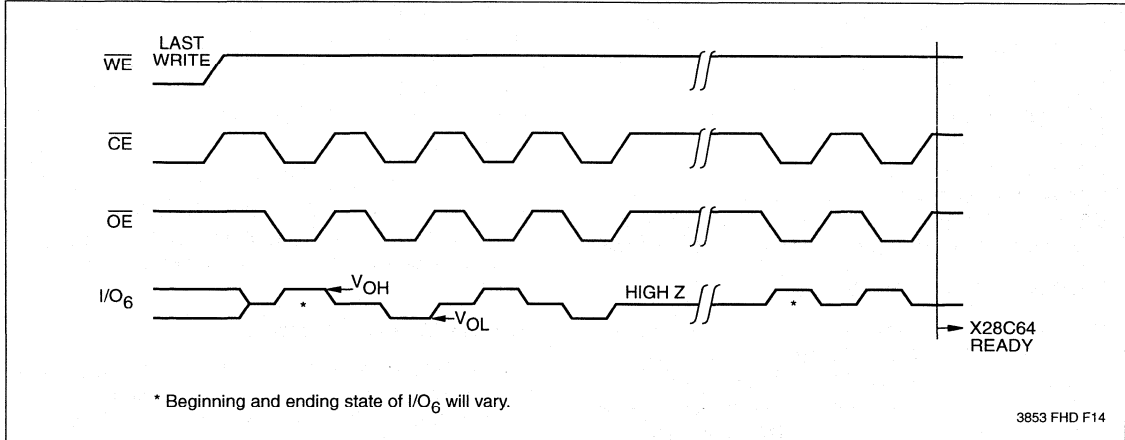 LAST
WRITE
WE
CE
OE
I/O6
VOH
*
VOL
HIGH Z
*
X28C64
READY
* Beginning and ending state of I/O6 will vary.
3853 FHD F14